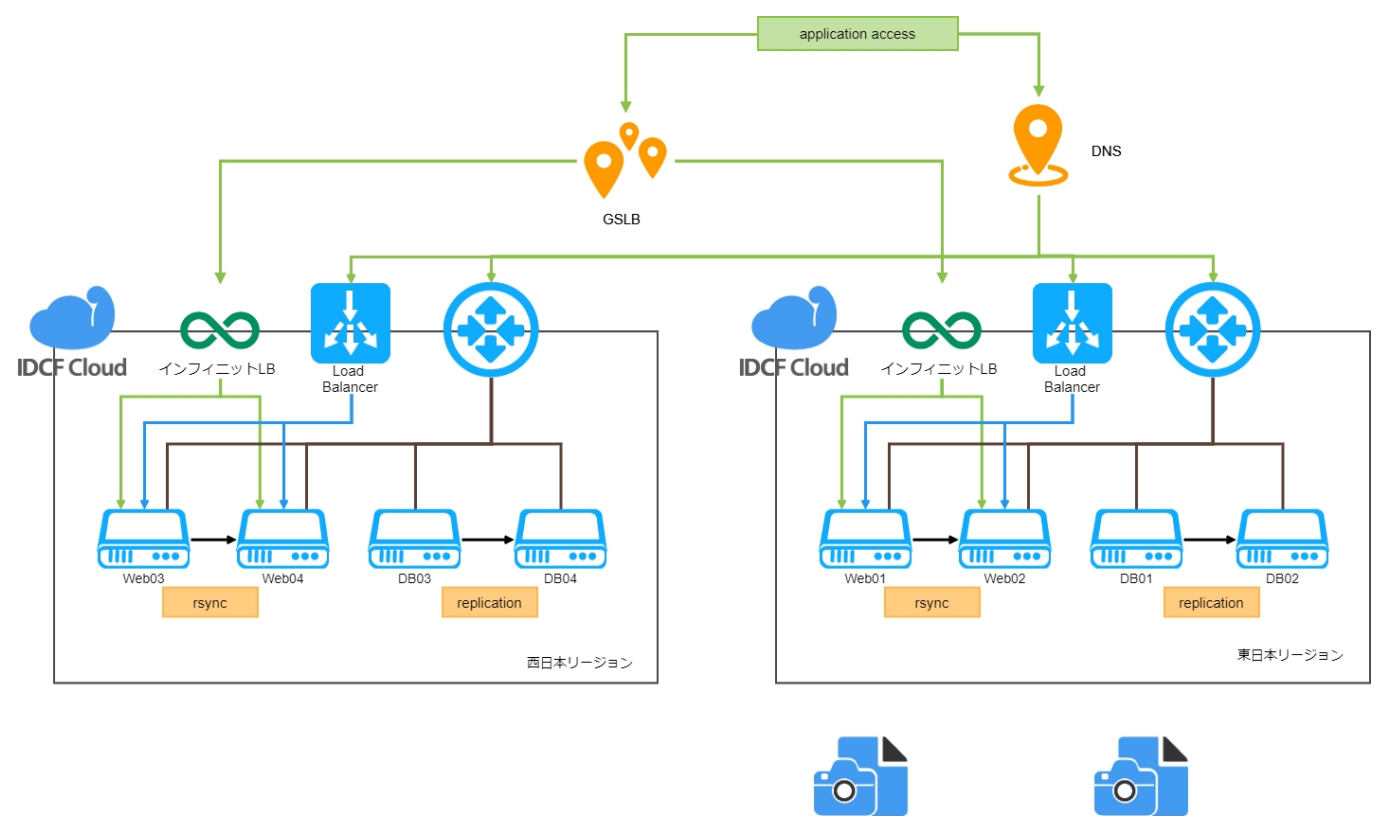 application access
DNS
GSLB
IDCF Cloud
インフィニットLB
Load
Balancer
IDCF Cloud
インフィニットLB
Load
Balancer
Web03
Web04
DB03
DB04
Web01
Web02
DB01
DB02
rsync
replication
rsync
replication
西日本リージョン
東日本リージョン